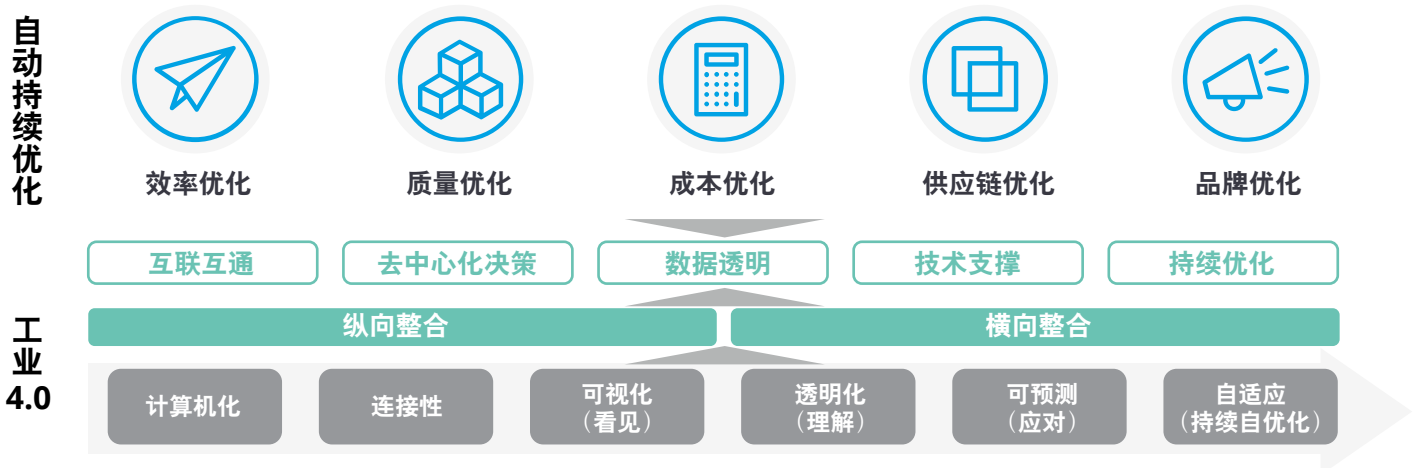 自动持续优化
效率优化
质量优化
成本优化
供应链优化
品牌优化
互联互通
去中心化决策
数据透明
技术支撑
持续优化
工业
4.0
纵向整合
横向整合
计算机化
连接性
可视化
（看见）
透明化
（理解）
可预测
（应对）
自适应
（持续自优化）